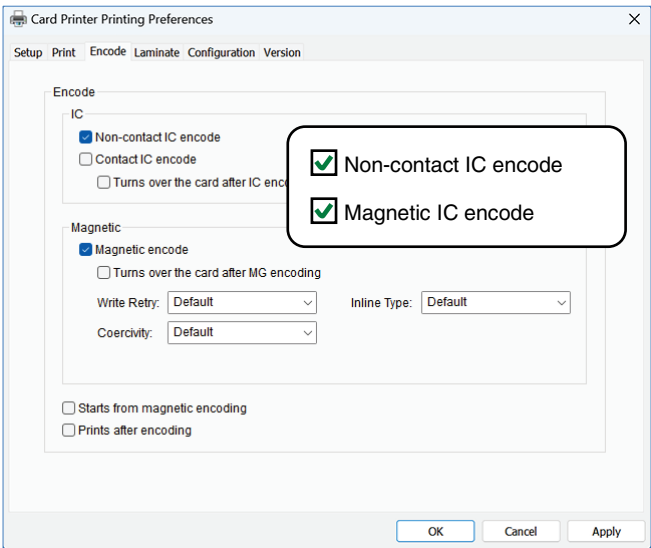 Card Printer Printing Preferences
Setup Print Encode Laminate Configuration Version
Encode
IC
Non-contact IC encode
Contact IC encode
Turns over the card after IC
Non-contact IC encode
Magnetic IC encode
Magnetic
Magnetic encode
Turns over the card after MG encoding
Write Retry: Default Inline Type: Default
Coercivity: Default
Starts from magnetic encoding
Prints after encoding
OK Cancel Apply